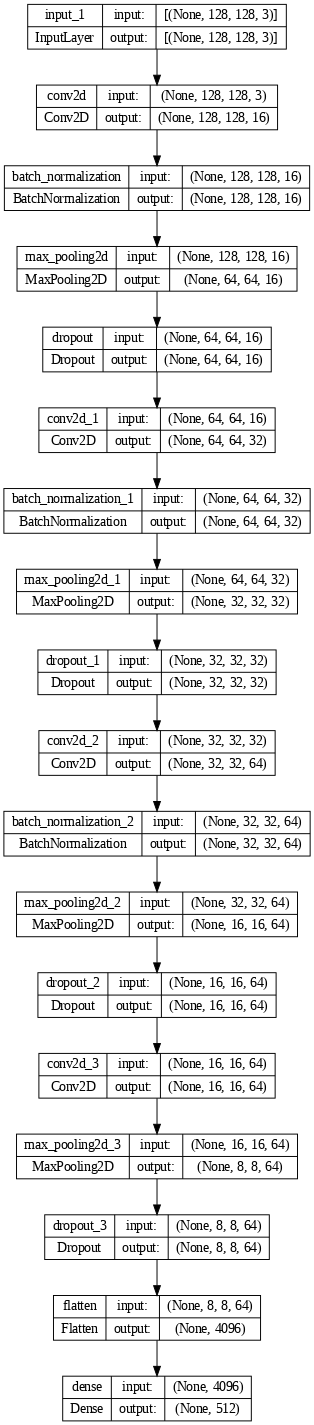 input_1 input: [(None, 128, 128, 3)]
InputLayer output: [(None, 128, 128, 3)]
conv2d input: (None, 128, 128, 3)
Conv2D output: (None, 128, 128, 16)
batch_normalization input: (None, 128, 128, 16)
BatchNormalization output: (None, 128, 128, 16)
max_pooling2d input: (None, 128, 128, 16)
MaxPooling2D output: (None, 64, 64, 16)
dropout input: (None, 64, 64, 16)
Dropout output: (None, 64, 64, 16)
conv2d_1 input: (None, 64, 64, 16)
Conv2D output: (None, 64, 64, 32)
batch_normalization_1 input: (None, 64, 64, 32)
BatchNormalization output: (None, 64, 64, 32)
max_pooling2d_1 input: (None, 64, 64, 32)
MaxPooling2D output: (None, 32, 32, 32)
dropout_1 input: (None, 32, 32, 32)
Dropout output: (None, 32, 32, 32)
conv2d_2 input: (None, 32, 32, 32)
Conv2D output: (None, 32, 32, 64)
batch_normalization_2 input: (None, 32, 32, 64)
BatchNormalization output: (None, 32, 32, 64)
max_pooling2d_2 input: (None, 32, 32, 64)
MaxPooling2D output: (None, 16, 16, 64)
dropout_2 input: (None, 16, 16, 64)
Dropout output: (None, 16, 16, 64)
conv2d_3 input: (None, 16, 16, 64)
Conv2D output: (None, 16, 16, 64)
max_pooling2d_3 input: (None, 16, 16, 64)
MaxPooling2D output: (None, 8, 8, 64)
dropout_3 input: (None, 8, 8, 64)
Dropout output: (None, 8, 8, 64)
flatten input: (None, 8, 8, 64)
Flatten output: (None, 4096)
dense input: (None, 4096)
Dense output: (None, 512)